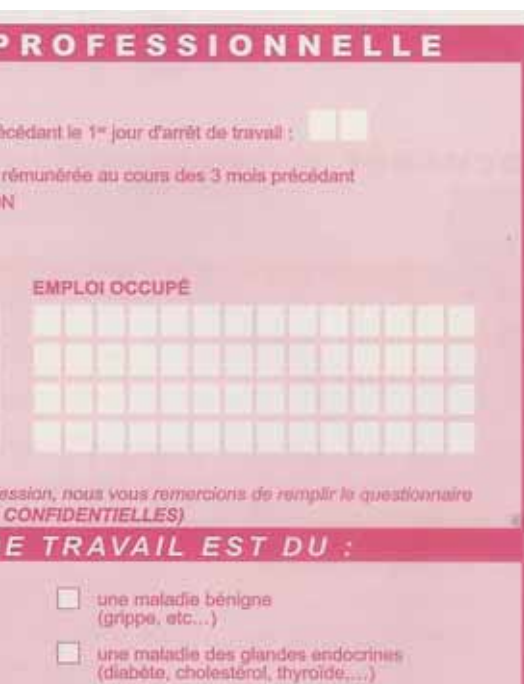 PROFESSIONNELLE
écédant le 1er jour d'arrêt de travail :
rémunérée au cours des 3 mois précédant
N
EMPLOI OCCUPÉ
ession, nous vous remercions de remplir le questionnaire
CONFIDENTIELLES)
E TRAVAIL EST DU :
une maladie bénigne
(grippe, etc...)
une maladie des glandes endocrines
(diabète, cholestérol, thyroïde,...)